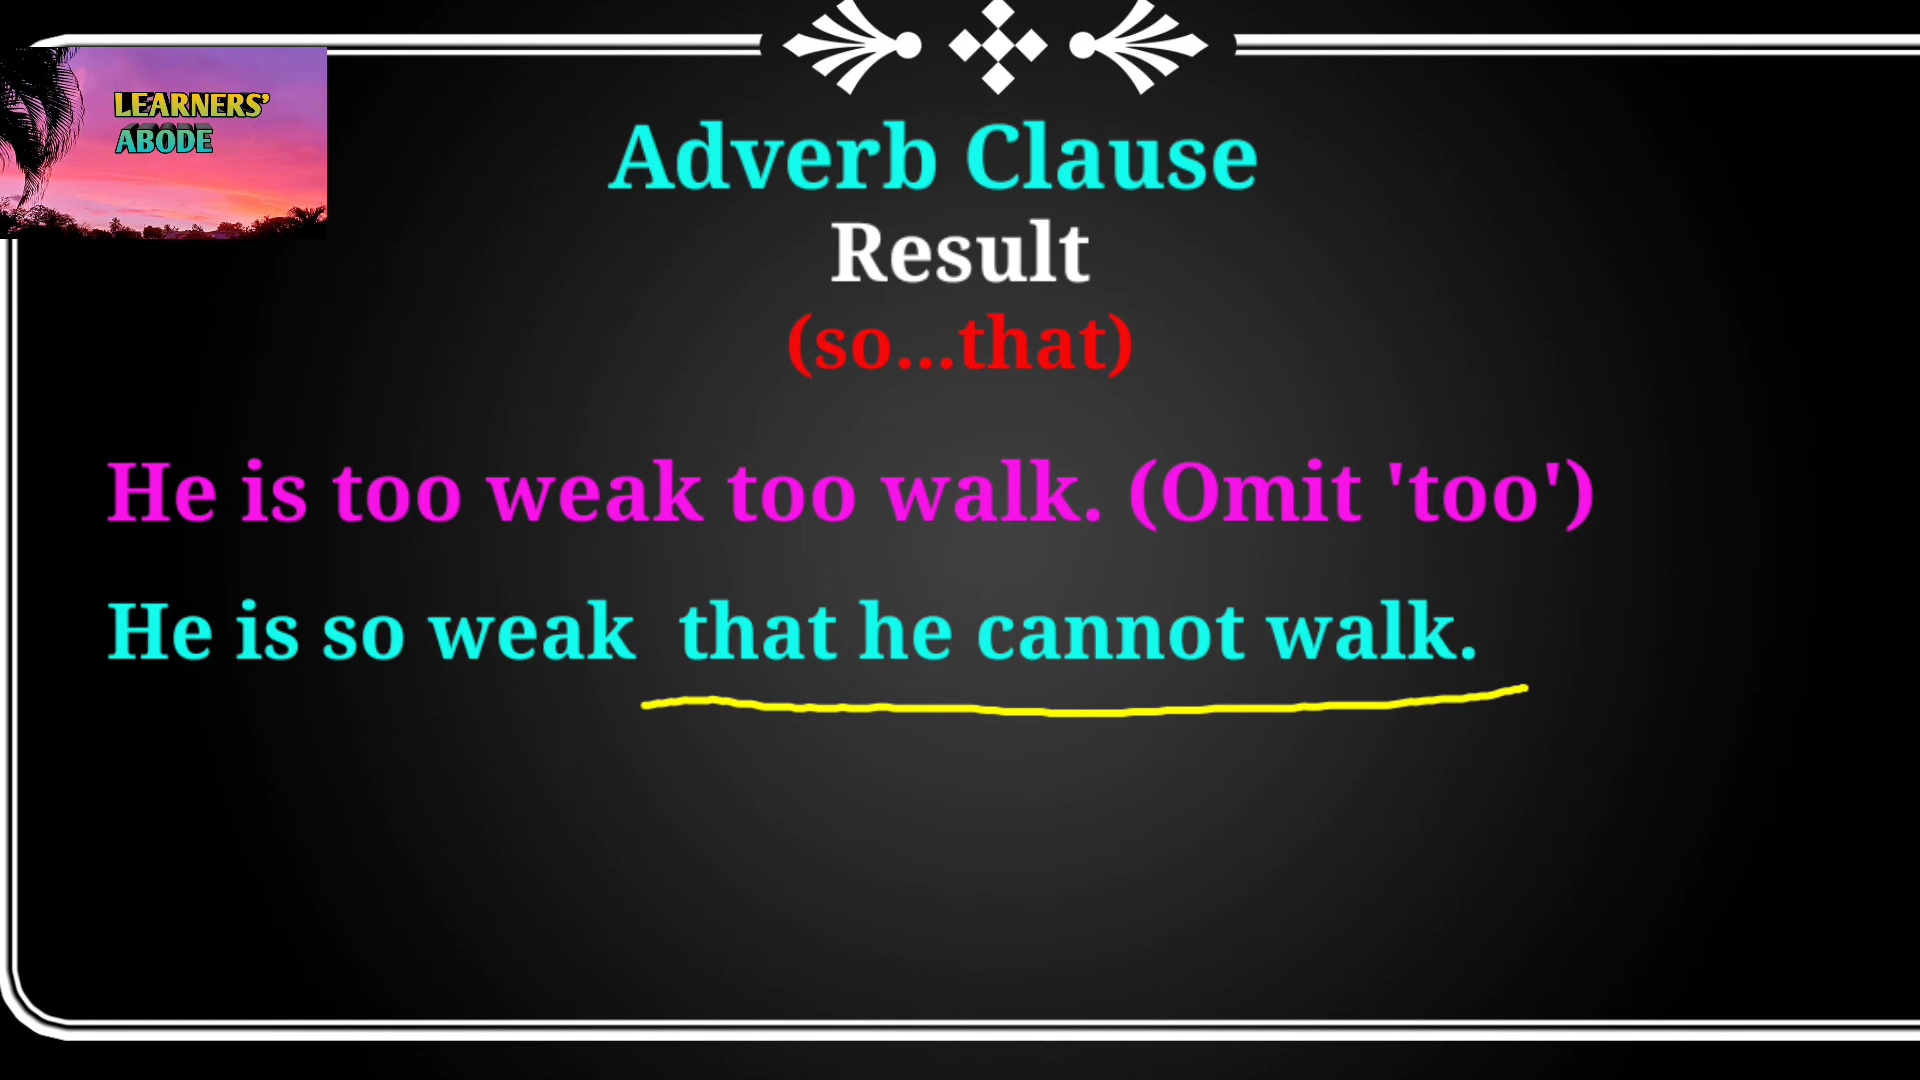 LEARNERS'
ABODE
Adverb Clause
Result
(so...that)
He is too weak too walk. (Omit 'too')
He is so weak  that he cannot walk.